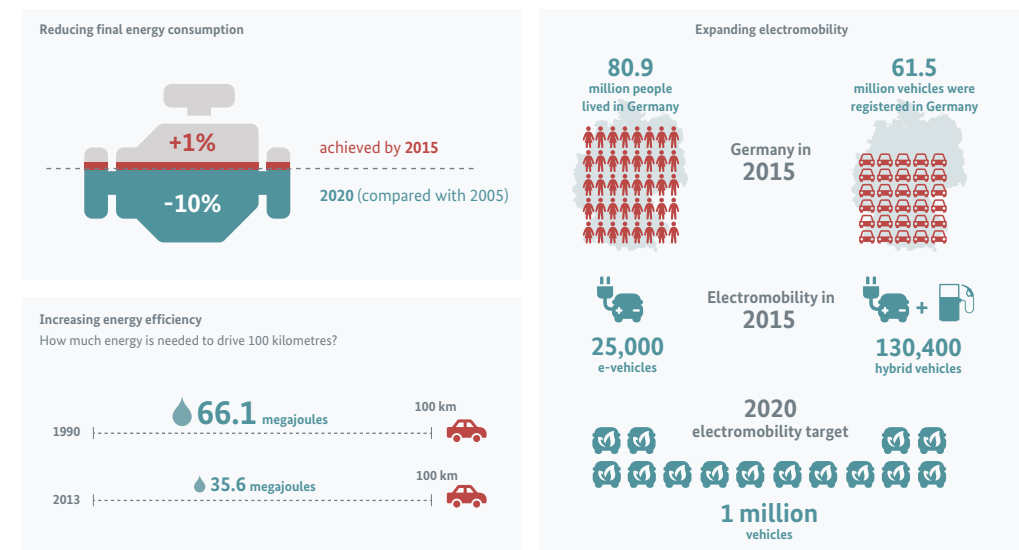 Reducing final energy consumption
+1%
achieved by 2015
-10%
2020 (compared with 2005)
Increasing energy efficiency
How much energy is needed to drive 100 kilometres?
66.1 megajoules
100 km
1990
35.6 megajoules
100 km
2013
Expanding electromobility
80.9
million people
lived in Germany
61.5
million vehicles were
registered in Germany
Germany in
2015
Electromobility in
2015
+
25,000
e-vehicles
130,400
hybrid vehicles
2020
electromobility target
1 million
vehicles